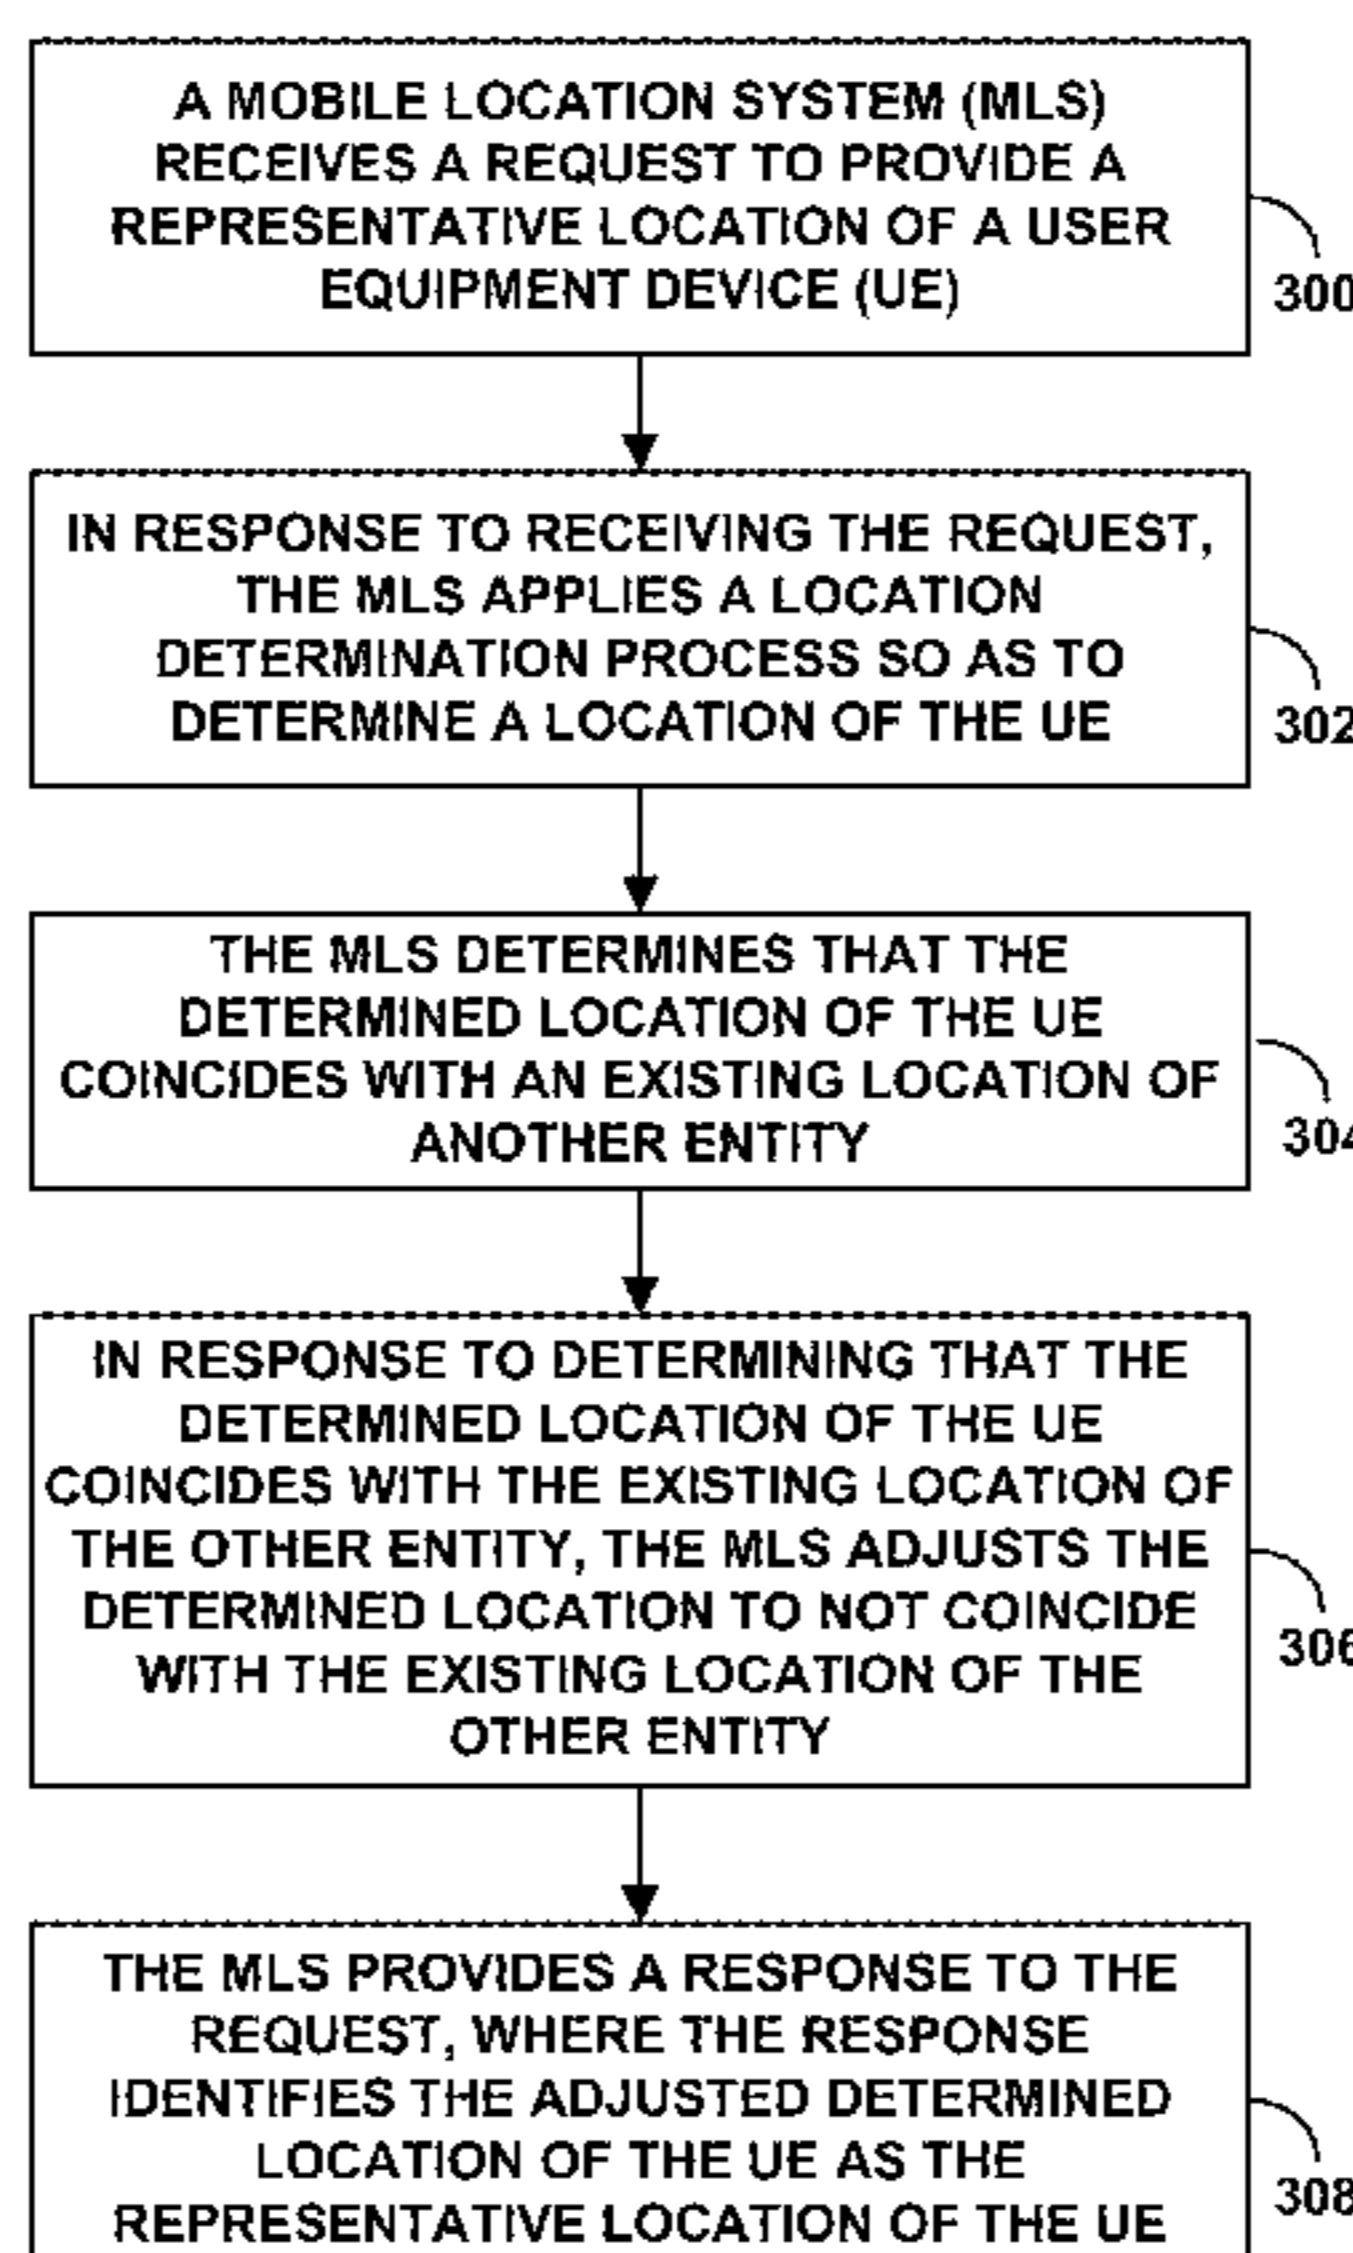 A MOBILE LOCATION SYSTEM (MLS)
RECEIVES A REQUEST TO PROVIDE A
REPRESENTATIVE LOCATION OF A USER
EQUIPMENT DEVICE (UE)
300
IN RESPONSE TO RECEIVING THE REQUEST,
THE MLS APPLIES A LOCATION
DETERMINATION PROCESS SO AS TO
DETERMINE A LOCATION OF THE UE
302
THE MLS DETERMINES THAT THE
DETERMINED LOCATION OF THE UE
COINCIDES WITH AN EXISTING LOCATION OF
ANOTHER ENTITY
304
IN RESPONSE TO DETERMINING THAT THE
DETERMINED LOCATION OF THE UE
COINCIDES WITH THE EXISTING LOCATION OF
THE OTHER ENTITY, THE MLS ADJUSTS THE
DETERMINED LOCATION TO NOT COINCIDE
WITH THE EXISTING LOCATION OF THE
OTHER ENTITY
306
THE MLS PROVIDES A RESPONSE TO THE
REQUEST, WHERE THE RESPONSE
IDENTIFIES THE ADJUSTED DETERMINED
LOCATION OF THE UE AS THE
REPRESENTATIVE LOCATION OF THE UE
308